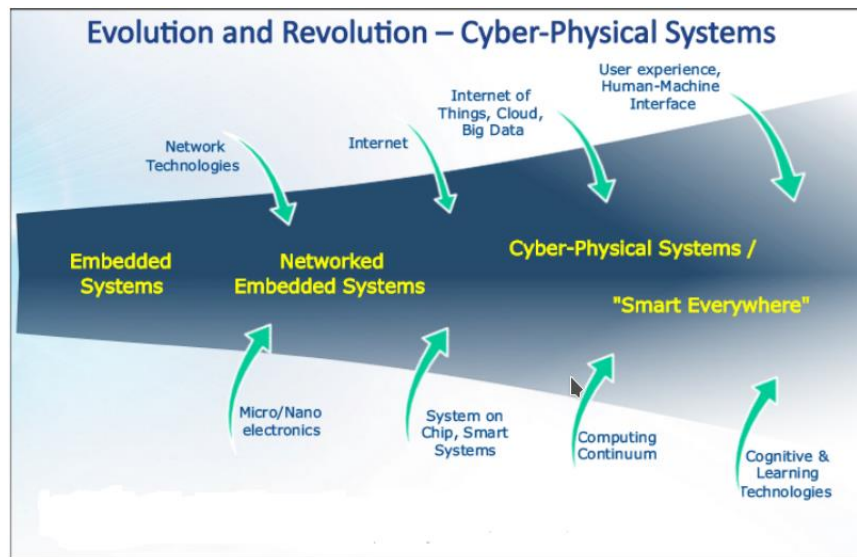 Evolution and Revolution – Cyber-Physical Systems
User experience,
Human-Machine
Interface
Internet of
Things, Cloud,
Big Data
Internet
Network
Technologies
Embedded
Systems
Networked
Embedded Systems
Cyber-Physical Systems /
"Smart Everywhere"
Micro/Nano
electronics
System on
Chip, Smart
Systems
Computing
Continuum
Cognitive &
Learning
Technologies